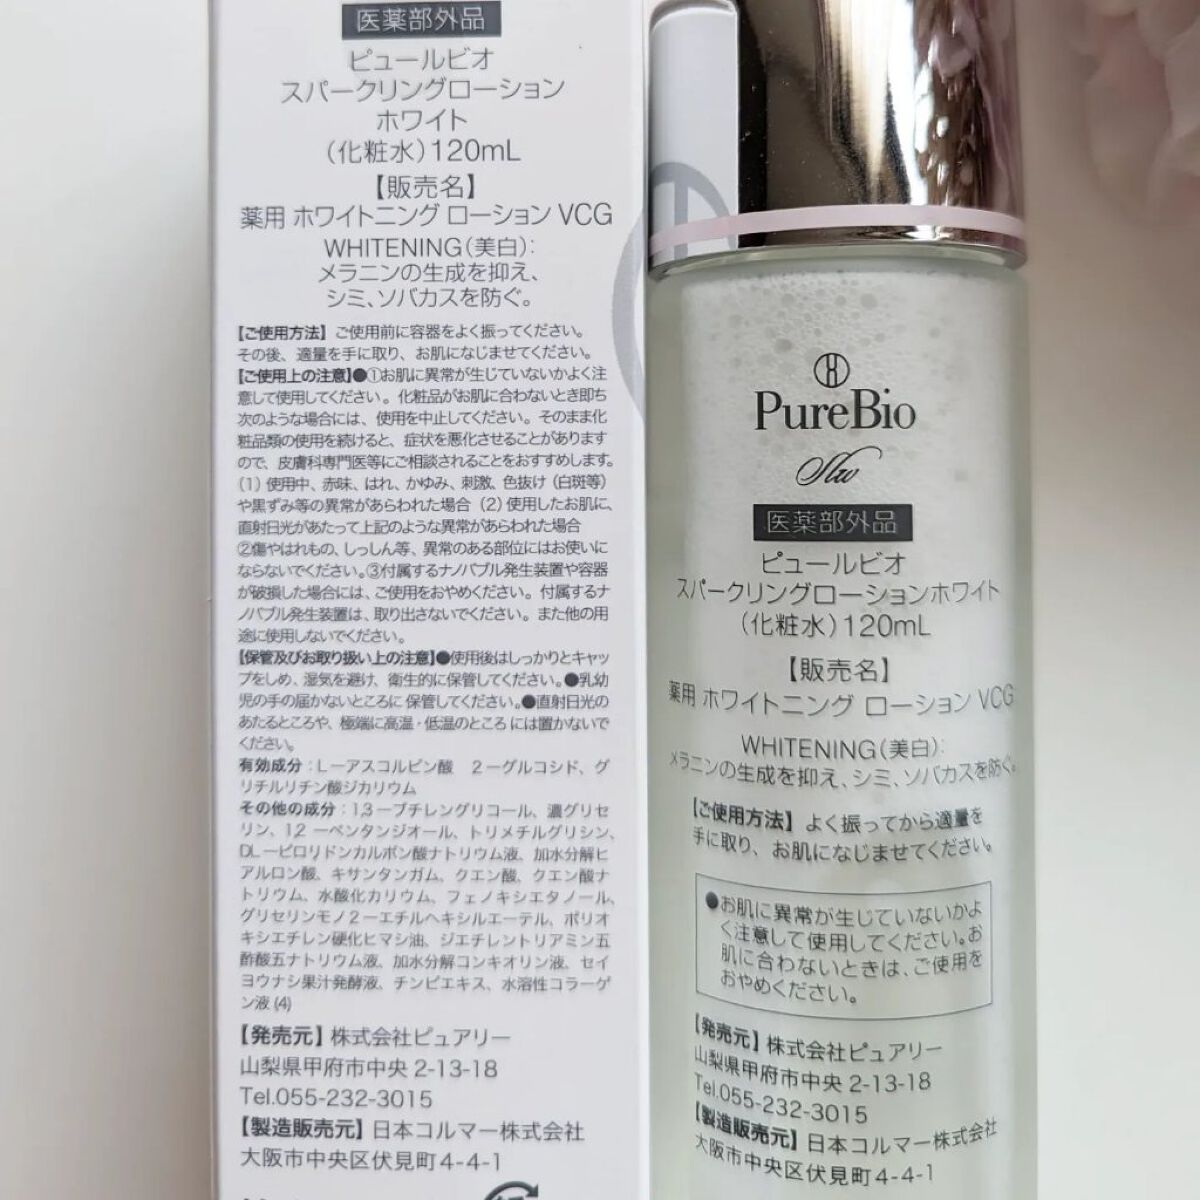 医薬部外品
ピュールビオ
スパークリングローション
ホワイト
(化粧水)120mL
【販売名】
薬用 ホワイトニング ローション VCG
WHITENING(美白):
メラニンの生成を抑え、
シミ、ソバカスを防ぐ。
【ご使用方法】ご使用前に容器をよく振ってください。
その後、適量を手に取り、お肌になじませてください。
【ご使用上の注意】●①お肌に異常が生じていないかよく注
意して使用してください。化粧品がお肌に合わないとき即ち
次のような場合には、使用を中止してください。そのまま化
粧品類の使用を続けると、症状を悪化させることがあります
ので、皮膚科専門医等にご相談されることをおすすめします。
(1) 使用中、赤味、はれ、かゆみ、刺激、色抜け(白斑等)
や黒ずみ等の異常があらわれた場合 (2) 使用したお肌に、
直射日光があたって上記のような異常があらわれた場合
②傷やはれもの、しっしん等、異常のある部位にはお使いに
ならないでください。③付属するナノバブル発生装置や容器
が破損した場合には、ご使用をおやめください。付属するナ
ノバブル発生装置は、取り出さないでください。また他の用
途に使用しないでください。
【保管及びお取り扱い上の注意】●使用後はしっかりとキャッ
プをしめ、湿気を避け、衛生的に保管してください。●乳幼
児の手の届かないところに 保管してください。●直射日光の
あたるところや、極端に高温・低温のところ には置かないで
ください。
有効成分:L-アスコルビン酸 2-グルコシド、グ
リチルリチン酸ジカリウム
その他の成分:1,3-ブチレングリコール、濃グリセ
リン、1,2 -ペンタンジオール、トリメチルグリシン、
DL-ピロリドンカルボン酸ナトリウム液、加水分解ヒ
アルロン酸、キサンタンガム、クエン酸、クエン酸ナ
トリウム、水酸化カリウム、フェノキシエタノール、
グリセリンモノ2-エチルヘキシルエーテル、ポリオ
キシエチレン硬化ヒマシ油、ジエチレントリアミン五
酢酸五ナトリウム液、加水分解コンキオリン液、セイ
ヨウナシ果汁発酵液、チンピエキス、水溶性コラーゲ
ン液 (4)
【発売元】株式会社ピュアリー
山梨県甲府市中央 2-13-18
Tel.055-232-3015
【製造販売元】日本コルマー株式会社
大阪市中央区伏見町4-4-1
PureBio
医薬部外品
ピュールビオ
スパークリングローションホワイト
(化粧水)120mL
【販売名】
薬用 ホワイトニング ローション VCG
WHITENING(美白):
メラニンの生成を抑え、シミ、ソバカスを防ぐ。
【ご使用方法】よく振ってから適量を
手に取り、お肌になじませてください。
●お肌に異常が生じていないかよ
く注意して使用してください。お
肌に合わないときは、ご使用を
おやめください。
【発売元】株式会社ピュアリー
山梨県甲府市中央 2-13-18
Tel.055-232-3015
【製造販売元】日本コルマー株式会社
大阪市中央区伏見町4-4-1